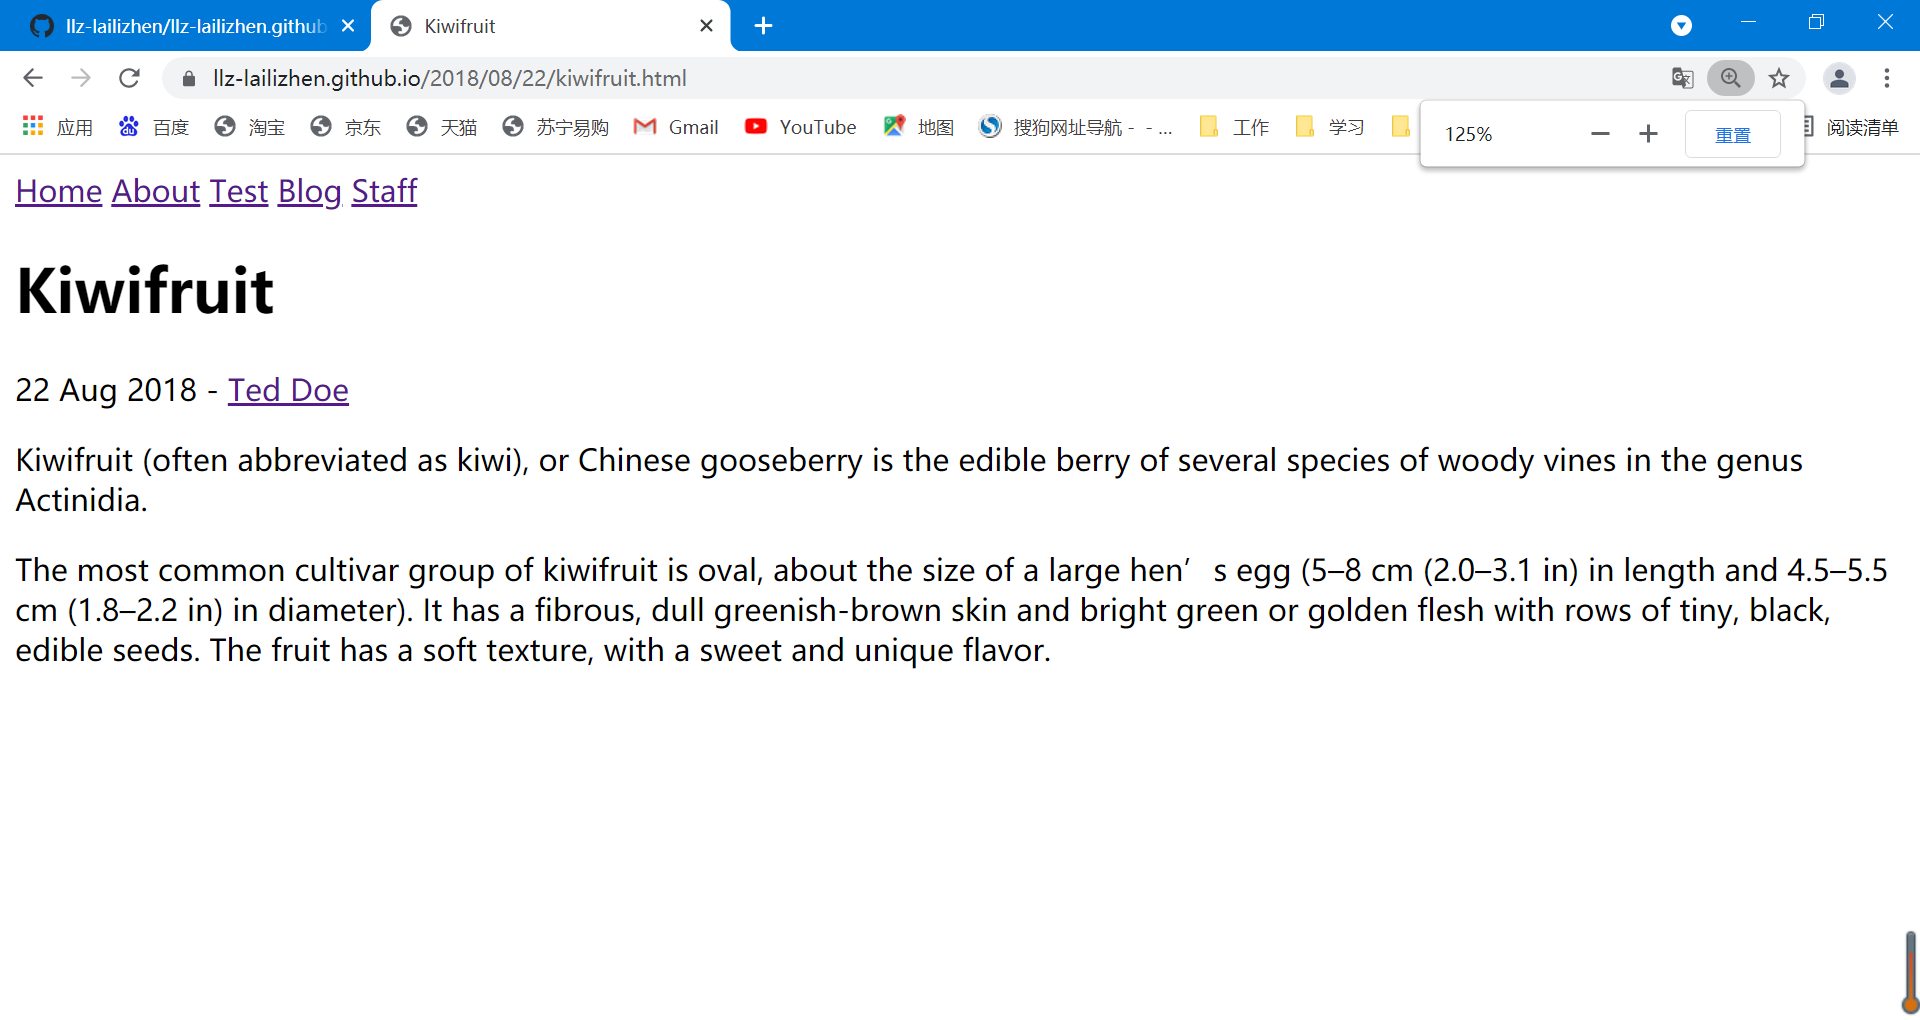 llz-lailizhen/llz-lailizhen.github
Kiwifruit
llz-lailizhen.github.io/2018/08/22/kiwifruit.html
应用 百度 淘宝 京东 天猫 苏宁易购 Gmail YouTube 地图 搜狗网址导航 - - ... 工作 学习 阅读清单
125% 重置
Home About Test Blog Staff
Kiwifruit
22 Aug 2018 - Ted Doe
Kiwifruit (often abbreviated as kiwi), or Chinese gooseberry is the edible berry of several species of woody vines in the genus
Actinidia.
The most common cultivar group of kiwifruit is oval, about the size of a large hen’s egg (5–8 cm (2.0–3.1 in) in length and 4.5–5.5
cm (1.8–2.2 in) in diameter). It has a fibrous, dull greenish-brown skin and bright green or golden flesh with rows of tiny, black,
edible seeds. The fruit has a soft texture, with a sweet and unique flavor.